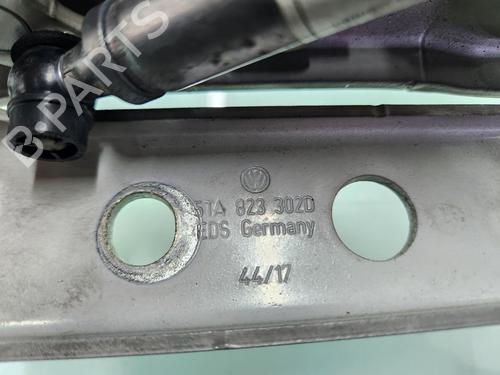 B-PARTS
5TA 823 302D
EDS Germany
44/17